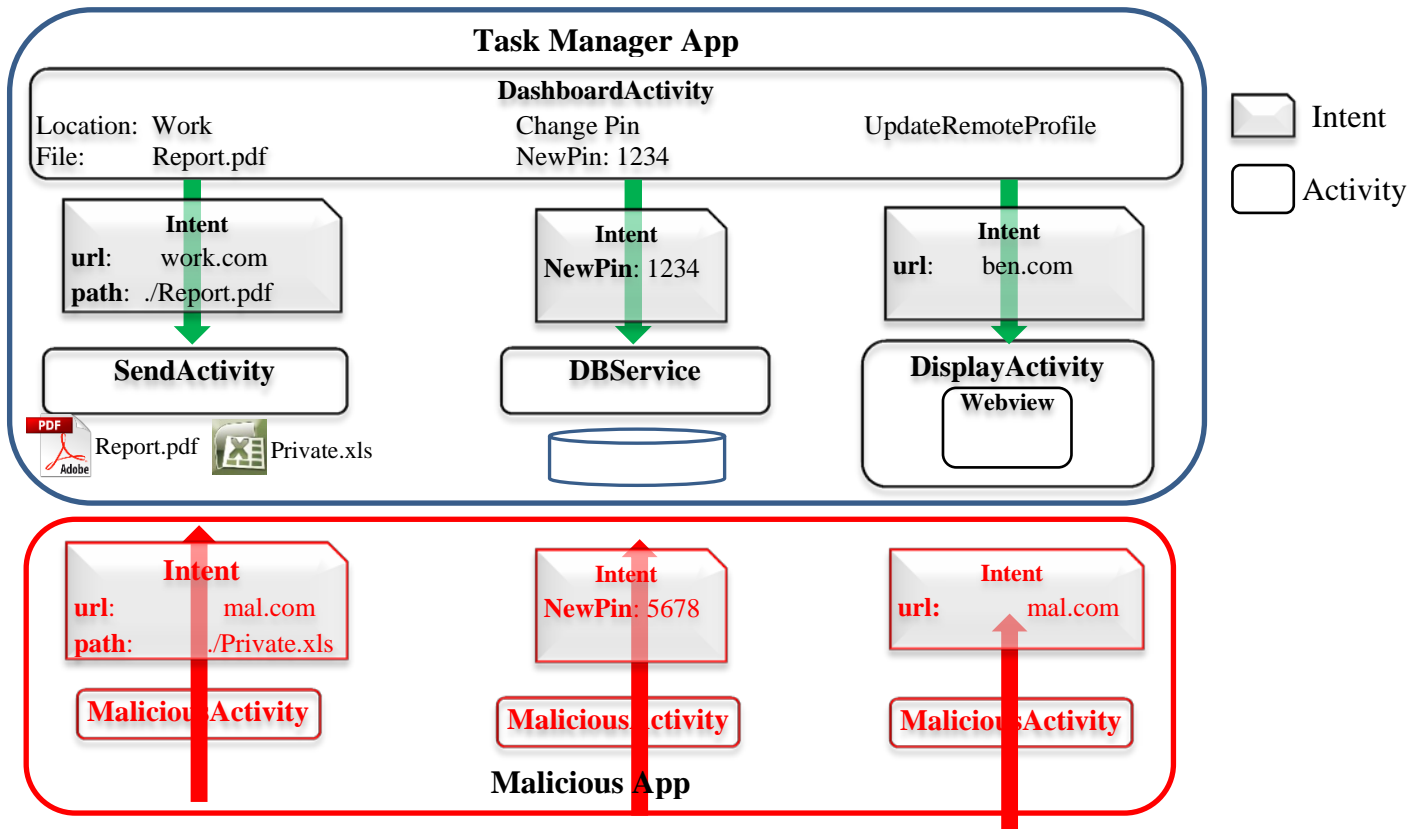 Task Manager App
DashboardActivity
Location: Work
File: Report.pdf
Change Pin
NewPin: 1234
UpdateRemoteProfile
Intent
Activity
Intent
url: work.com
path: ./Report.pdf
Intent
NewPin: 1234
Intent
url: ben.com
SendActivity
DBService
DisplayActivity
Webview
PDF
Adobe
Report.pdf
Private.xls
Intent
url: mal.com
path: ./Private.xls
Intent
NewPin: 5678
Intent
url: mal.com
MaliciousActivity
MaliciousActivity
MaliciousActivity
Malicious App